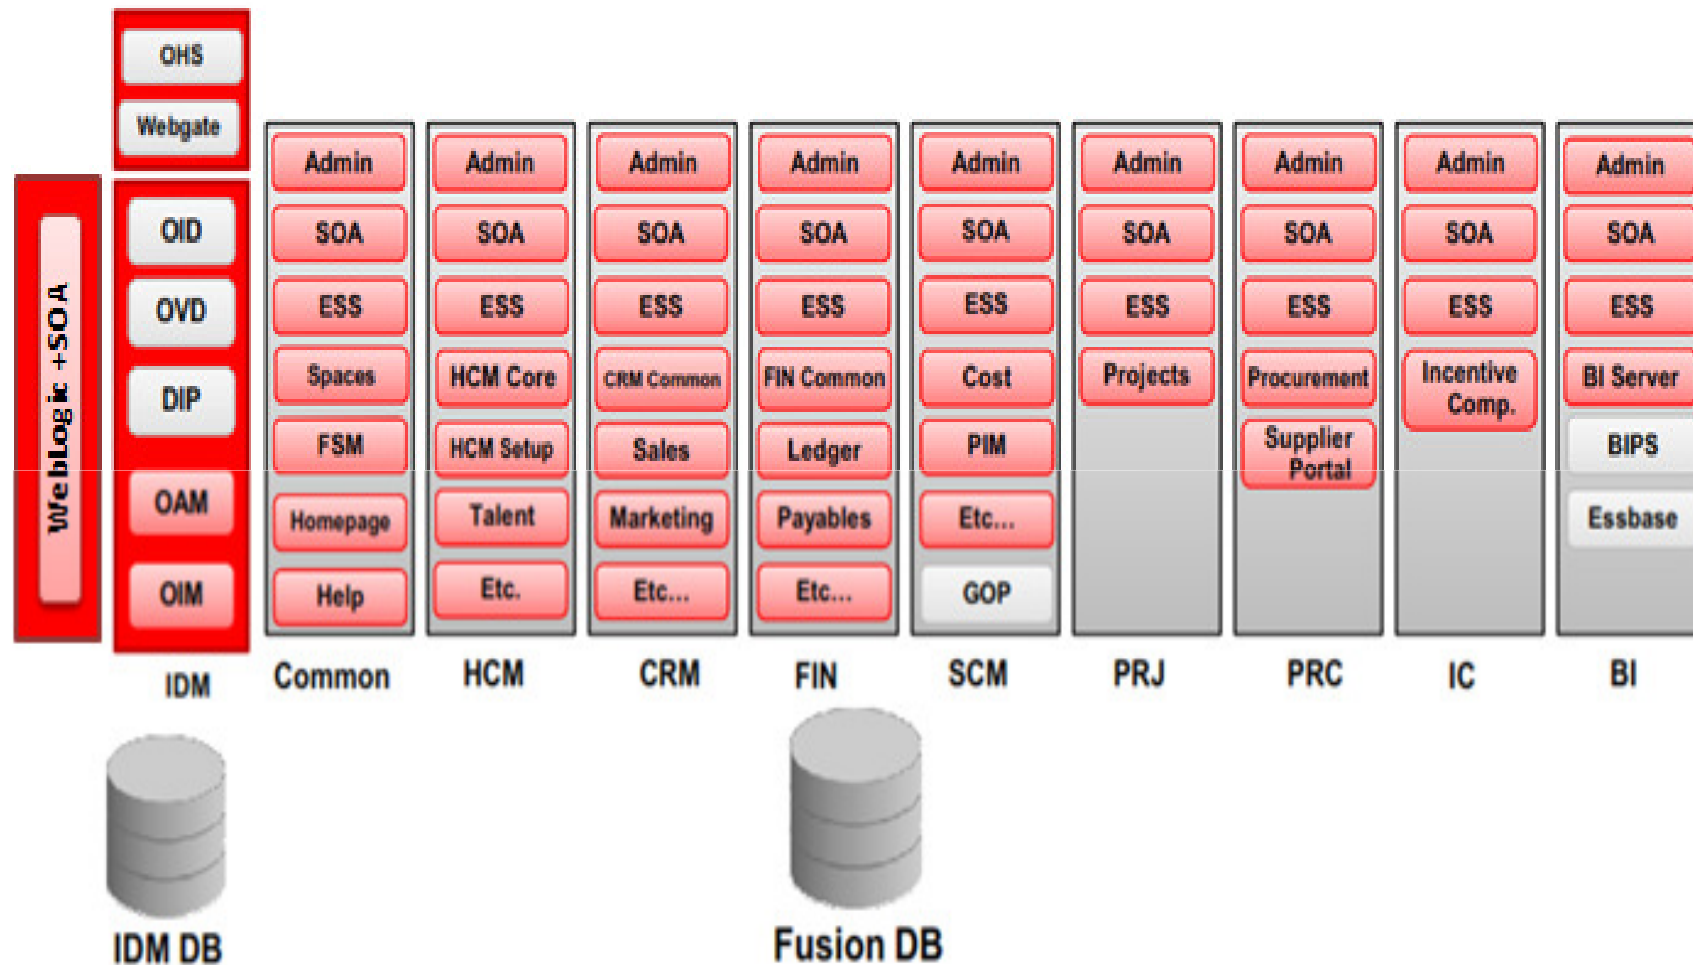 OHS
Webgate
WebLogic +SOA
OID
OVD
DIP
OAM
OIM
IDM
Admin
SOA
ESS
Spaces
FSM
Homepage
Help
Common
Admin
SOA
ESS
HCM Core
HCM Setup
Talent
Etc.
HCM
Admin
SOA
ESS
CRM Common
Sales
Marketing
Etc...
CRM
Admin
SOA
ESS
FIN Common
Ledger
Payables
Etc...
FIN
Admin
SOA
ESS
Cost
PIM
Etc...
GOP
SCM
Admin
SOA
ESS
Projects
PRJ
Admin
SOA
ESS
Procurement
Supplier
Portal
PRC
Admin
SOA
ESS
Incentive
Comp.
IC
Admin
SOA
ESS
BI Server
BIPS
Essbase
BI
IDM DB
Fusion DB